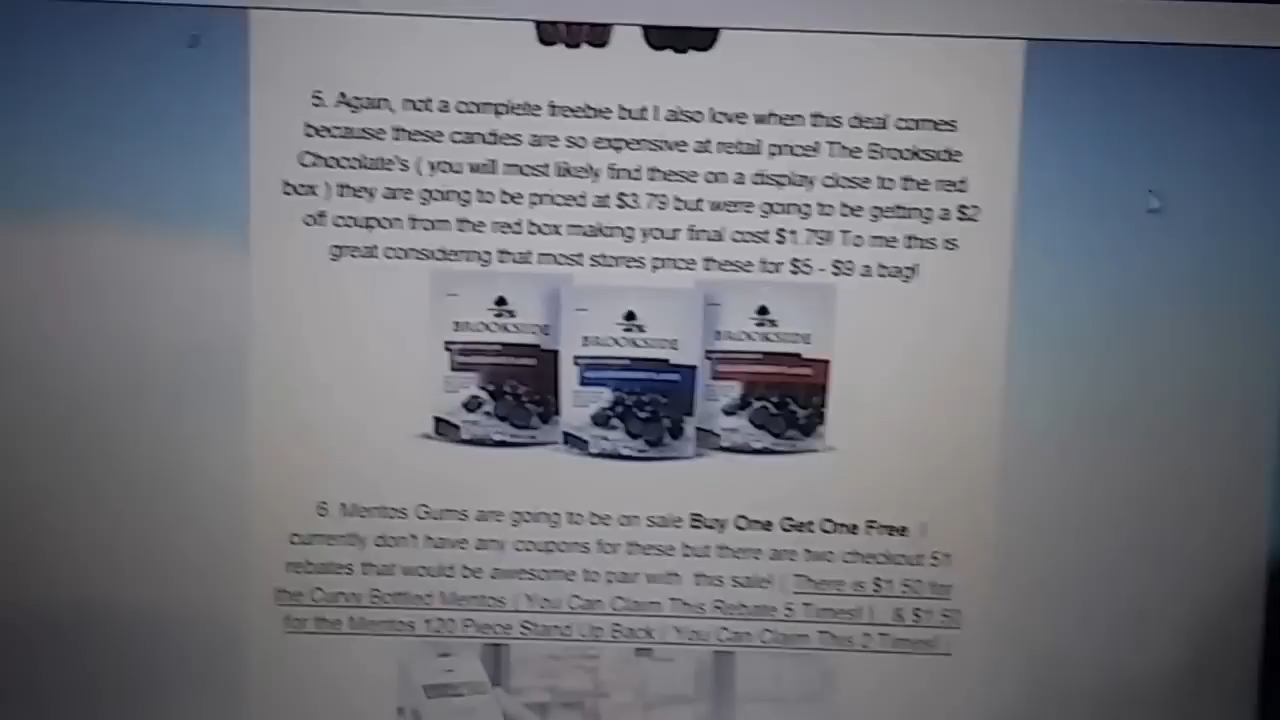 5. Again, not a complete freebie but I also love when this deal comes
because these candies are so expensive at retail price! The Brookside
Chocolate's ( you will most likely find these on a display close to the red
box ) they are going to be priced at $3.79 but were going to be getting a $2
off coupon from the red box making your final cost $1.79! To me this is
great considering that most stores price these for $5 - $9 a bag!
BROOKSIDE BROOKSIDE BROOKSIDE
6. Mentos Gums are going to be on sale Buy One Get One Free I
currently don't have any coupons for these but there are two checkout 51
rebates that would be awesome to pair with this sale! ( There is $1.50 for
the Curvy Bottled Mentos ( You Can Claim This Rebate 5 Times! ) & $1.50
for the Mentos 120 Piece Stand Up Back ( You Can Claim This 2 Times!